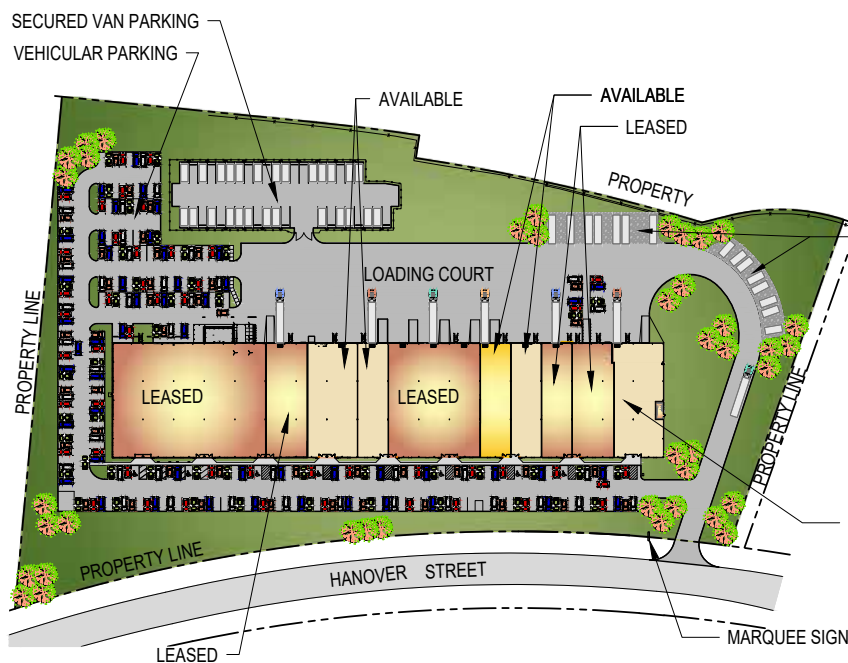 SECURED VAN PARKING
VEHICULAR PARKING
AVAILABLE
AVAILABLE
LEASED
PROPERTY
LOADING COURT
PROPERTY LINE
LEASED
LEASED
PROPERTY LINE
PROPERTY LINE
HANOVER STREET
MARQUEE SIGN
LEASED